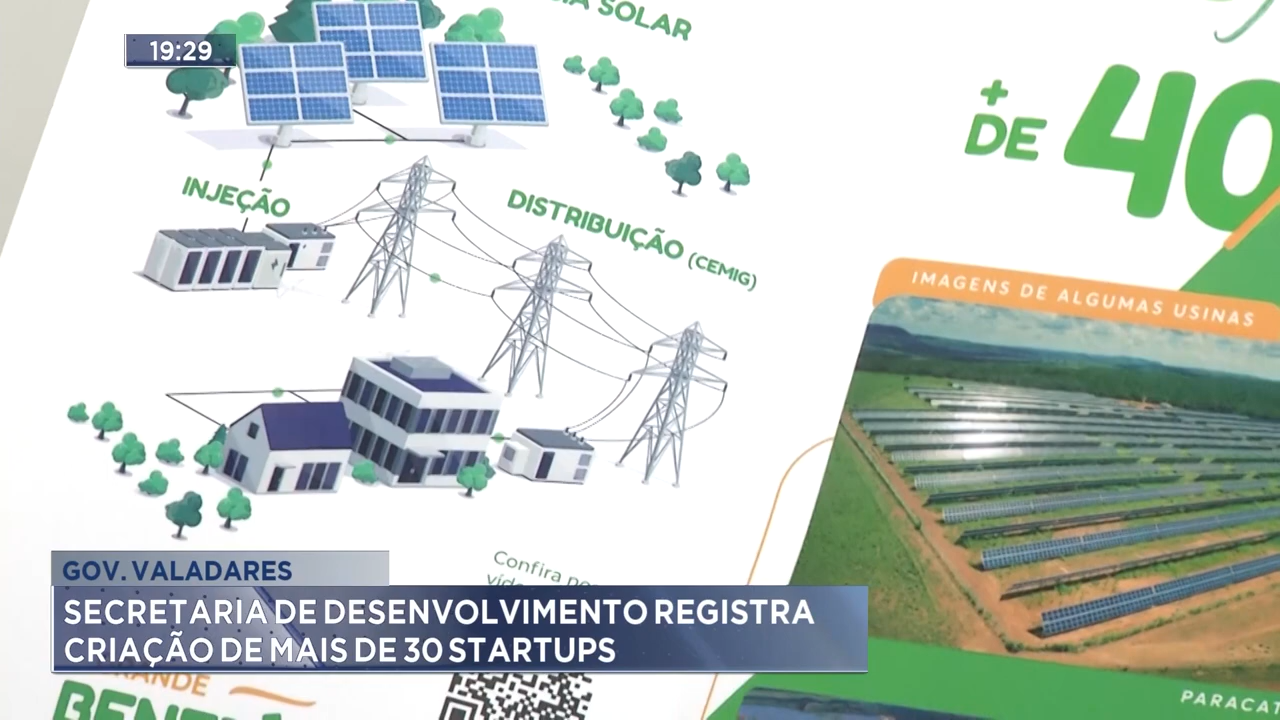 19:29
SOLAR
+
DE 40
INJEÇÃO
DISTRIBUIÇÃO (CEMIG)
IMAGENS DE ALGUMAS USINAS
Confira
GOV. VALADARES
SECRETARIA DE DESENVOLVIMENTO REGISTRA
CRIAÇÃO DE MAIS DE 30 STARTUPS